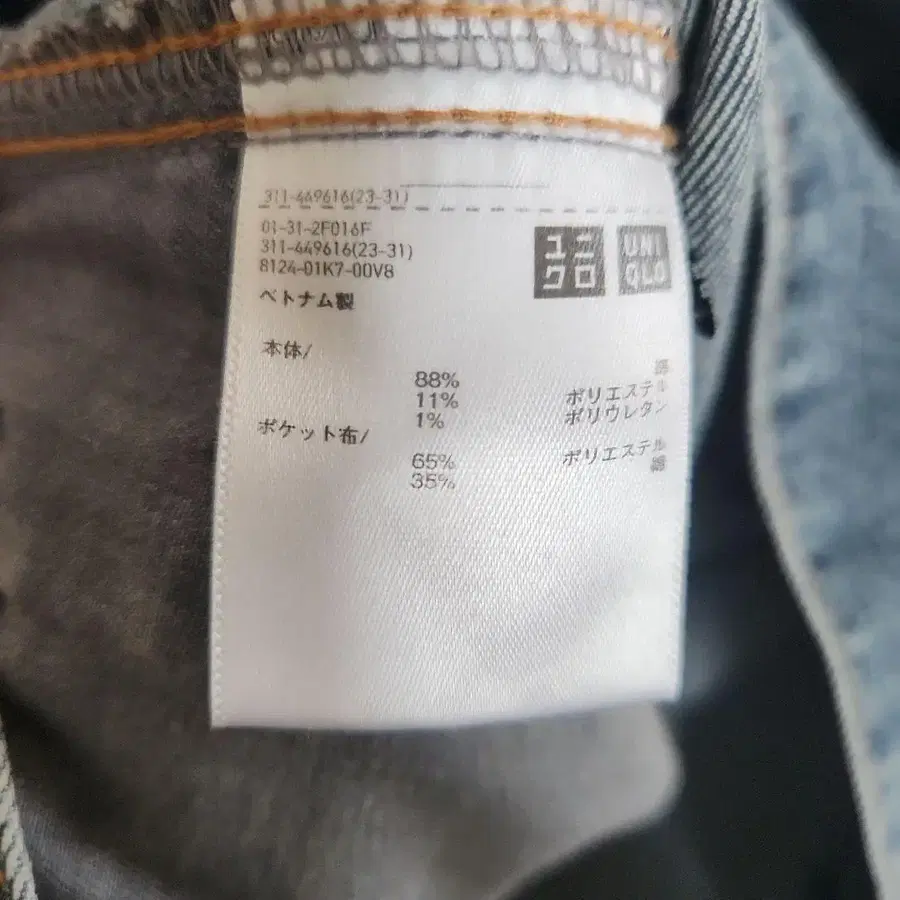 311-449616(23-31)
01-31-2F016F
311-449616(23-31)
8124-01K7-00V8
ベトナム製
ユニクロ
UNIQLO
本体/
88% 綿
11% ポリエステル
1% ポリウレタン
ポケット布/
65% ポリエステル
35% 綿